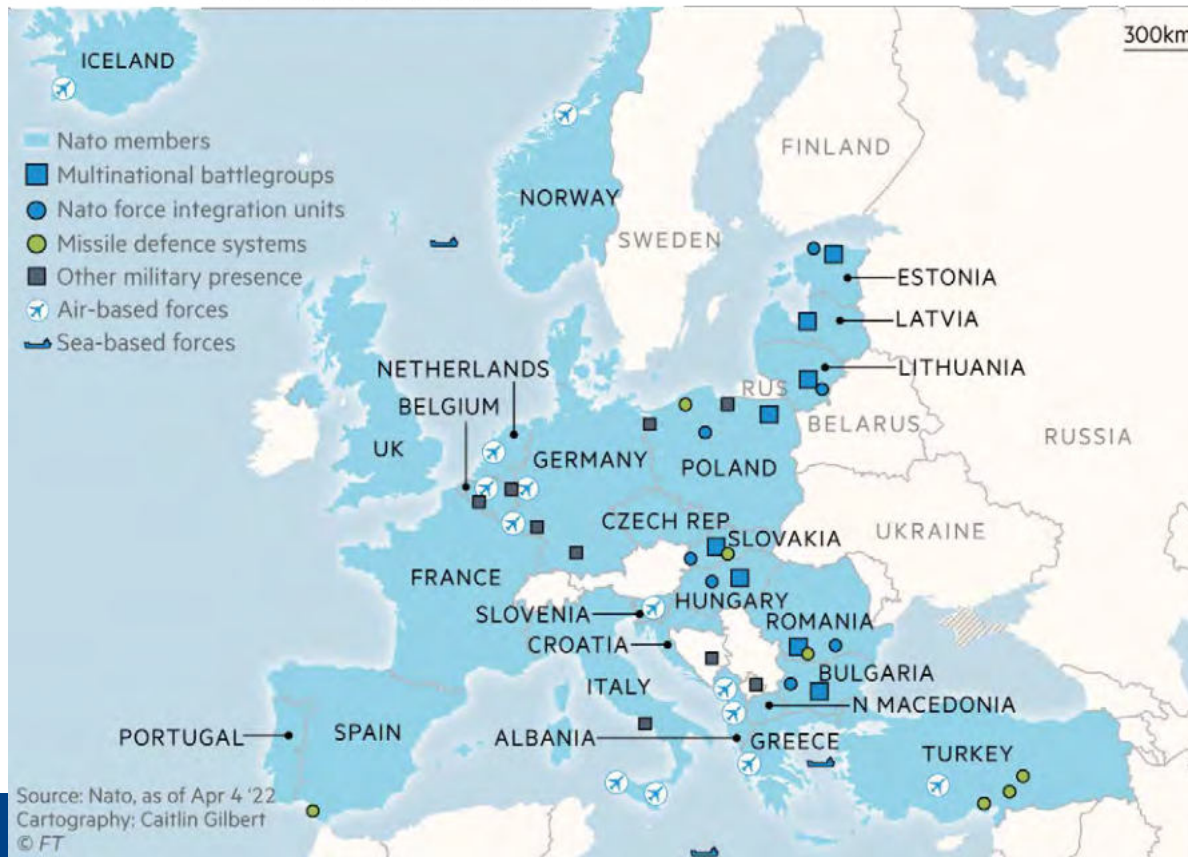 300km
ICELAND
Nato members
Multinational battlegroups
Nato force integration units
Missile defence systems
Other military presence
Air-based forces
Sea-based forces
FINLAND
NORWAY
SWEDEN
ESTONIA
LATVIA
LITHUANIA
RUS
BELARUS
RUSSIA
NETHERLANDS
BELGIUM
UK
GERMANY
POLAND
UKRAINE
CZECH REP
SLOVAKIA
FRANCE
HUNGARY
SLOVENIA
ROMANIA
CROATIA
BULGARIA
ITALY
N MACEDONIA
PORTUGAL
SPAIN
ALBANIA
GREECE
TURKEY
Source: Nato, as of Apr 4 '22
Cartography: Caitlin Gilbert
© FT